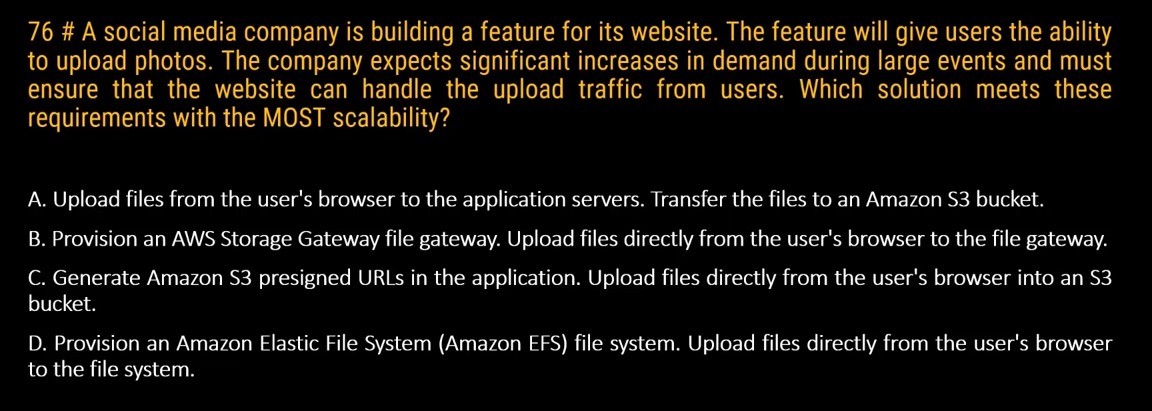 76 # A social media company is building a feature for its website. The feature will give users the ability
to upload photos. The company expects significant increases in demand during large events and must
ensure that the website can handle the upload traffic from users. Which solution meets these
requirements with the MOST scalability?
A. Upload files from the user's browser to the application servers. Transfer the files to an Amazon S3 bucket.
B. Provision an AWS Storage Gateway file gateway. Upload files directly from the user's browser to the file gateway.
C. Generate Amazon S3 presigned URLs in the application. Upload files directly from the user's browser into an S3
bucket.
D. Provision an Amazon Elastic File System (Amazon EFS) file system. Upload files directly from the user's browser
to the file system.